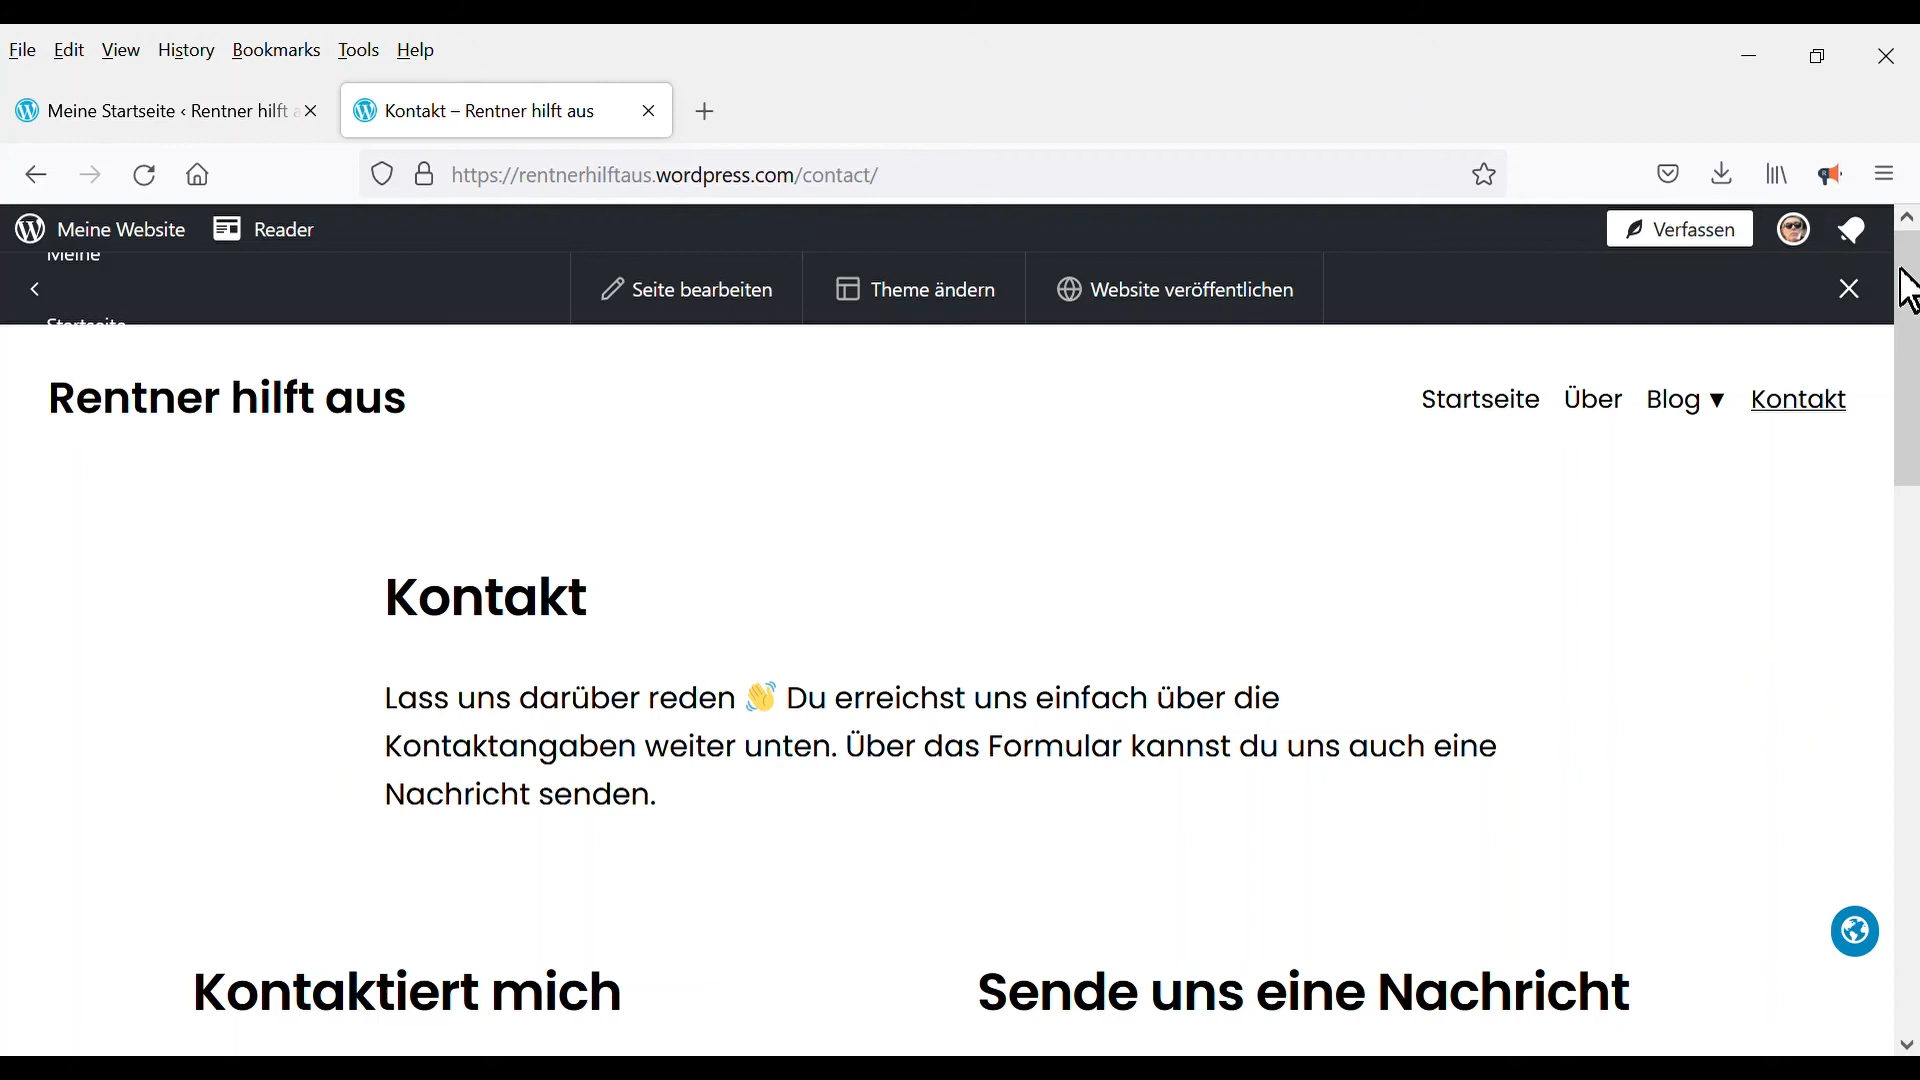 File Edit View History Bookmarks Tools Help
Meine Startseite ‹ Rentner hilft a
Kontakt – Rentner hilft aus
https://rentnerhilftaus.wordpress.com/contact/
Meine Website Reader Verfassen
Meine
Startseite
Seite bearbeiten Theme ändern Website veröffentlichen
Rentner hilft aus
Startseite Über Blog ▼ Kontakt
Kontakt
Lass uns darüber reden 👋 Du erreichst uns einfach über die
Kontaktangaben weiter unten. Über das Formular kannst du uns auch eine
Nachricht senden.
Kontaktiert mich
Sende uns eine Nachricht